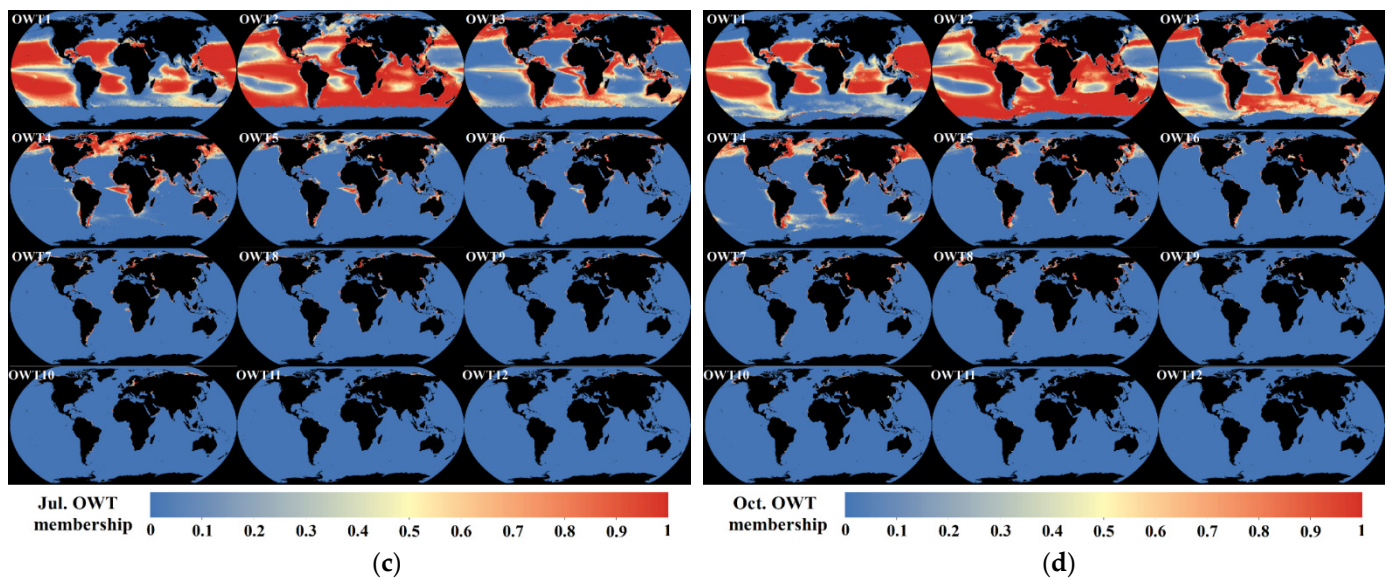 OWT1 OWT2 OWT3
OWT4 OWT5 OWT6
OWT7 OWT8 OWT9
OWT10 OWT11 OWT12
Jul. OWT
membership
0 0.1 0.2 0.3 0.4 0.5 0.6 0.7 0.8 0.9 1
(c)
OWT1 OWT2 OWT3
OWT4 OWT5 OWT6
OWT7 OWT8 OWT9
OWT10 OWT11 OWT12
Oct. OWT
membership
0 0.1 0.2 0.3 0.4 0.5 0.6 0.7 0.8 0.9 1
(d)